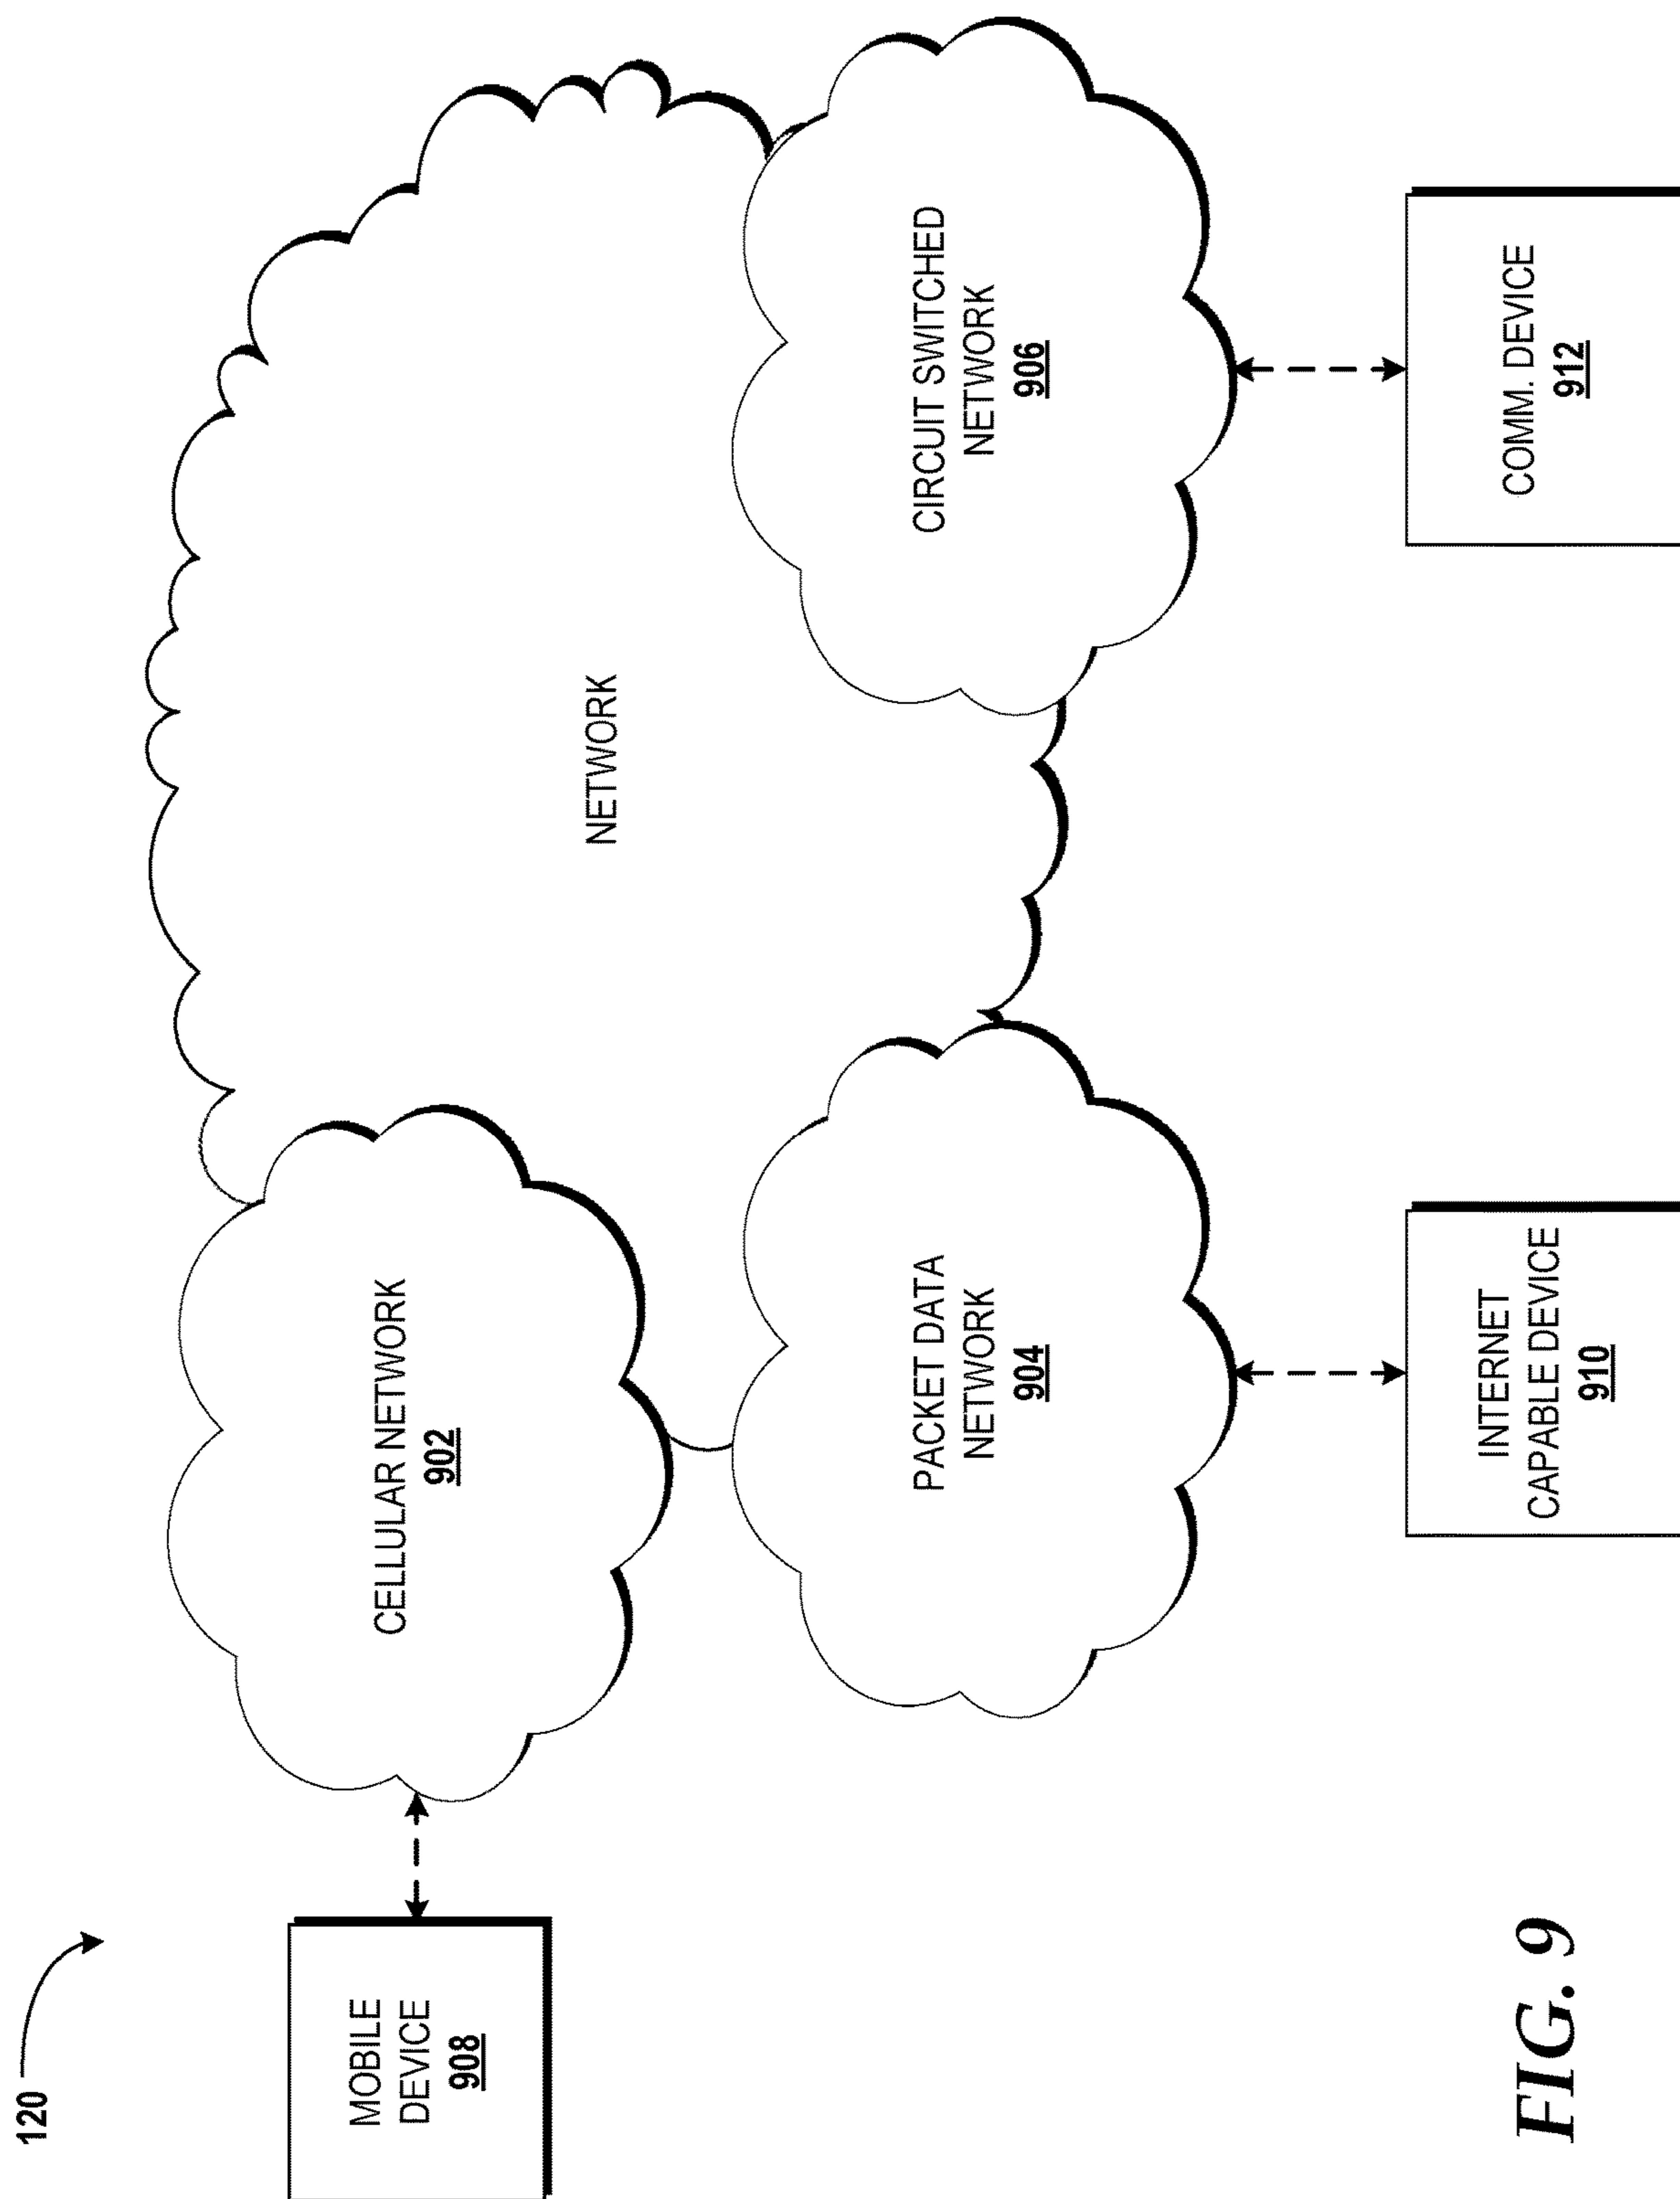 120
NETWORK
CELLULAR NETWORK
902
MOBILE
DEVICE
908
PACKET DATA
NETWORK
904
CIRCUIT SWITCHED
NETWORK
906
INTERNET
CAPABLE DEVICE
910
COMM. DEVICE
912
FIG. 9